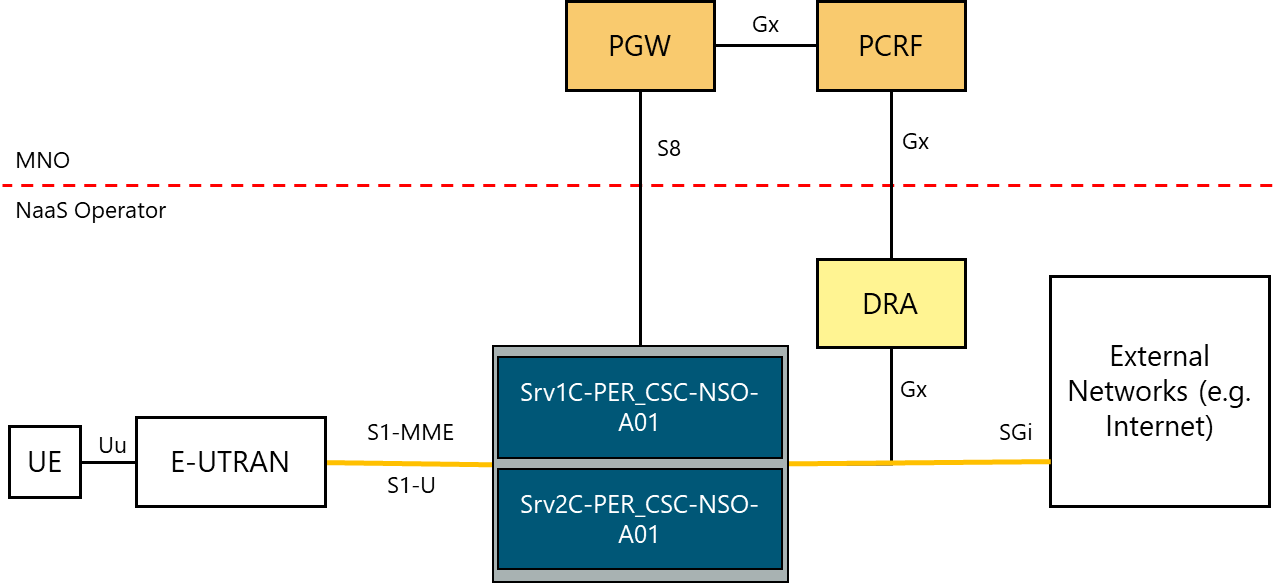 PGW
Gx
PCRF
S8
Gx
MNO
NaaS Operator
DRA
Gx
External
Networks (e.g.
Internet)
Srv1C-PER_CSC-NSO-
A01
SGi
UE
Uu
E-UTRAN
S1-MME
S1-U
Srv2C-PER_CSC-NSO-
A01